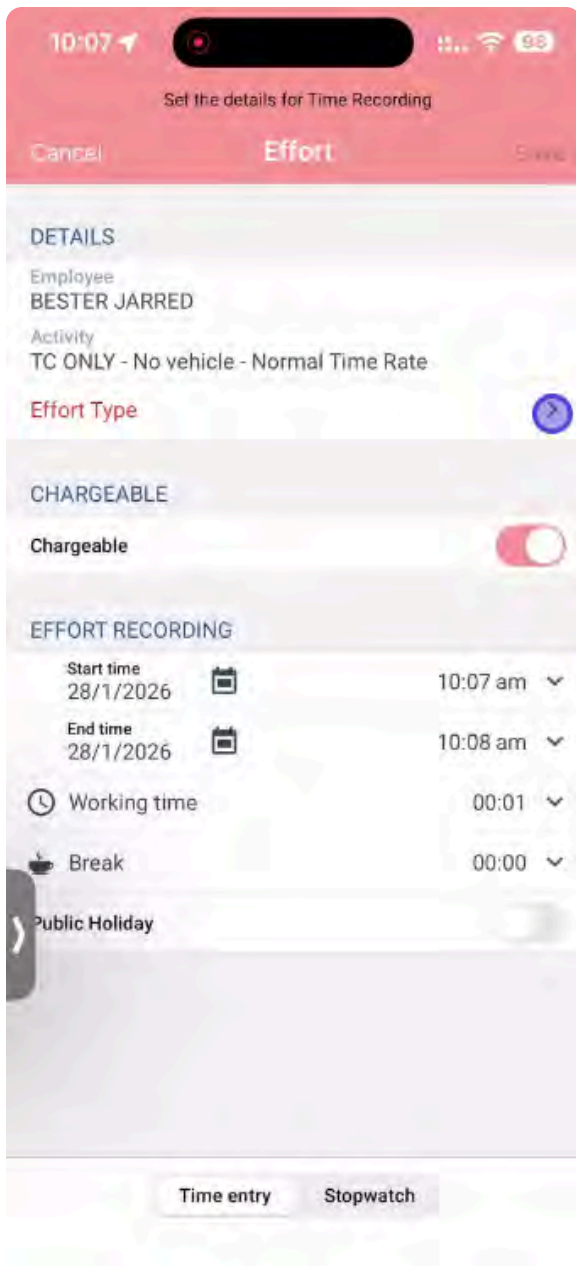 10:07
98
Set the details for Time Recording
Cancel
Effort
Save
DETAILS
Employee
BESTER JARRED
Activity
TC ONLY - No vehicle - Normal Time Rate
Effort Type
CHARGEABLE
Chargeable
EFFORT RECORDING
Start time
28/1/2026
10:07 am
End time
28/1/2026
10:08 am
Working time
00:01
Break
00:00
Public Holiday
Time entry
Stopwatch